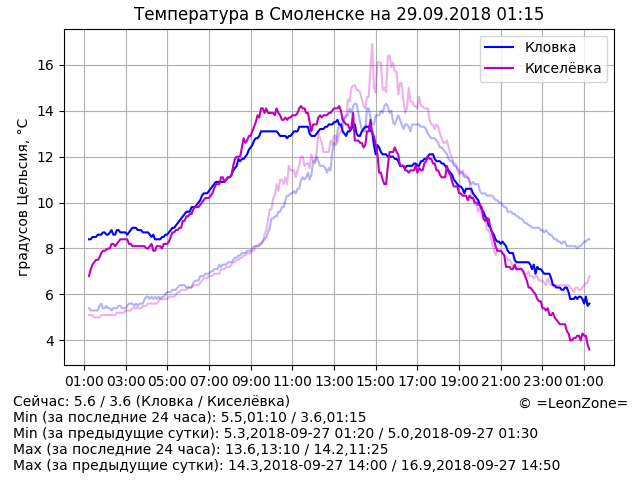 Температура в Смоленске на 29.09.2018 01:15
Кловка
Киселёвка
градусов Цельсия, °C
16
14
12
10
8
6
4
01:00 03:00 05:00 07:00 09:00 11:00 13:00 15:00 17:00 19:00 21:00 23:00 01:00
Сейчас: 5.6 / 3.6 (Кловка / Киселёвка)
© =LeonZone=
Min (за последние 24 часа): 5.5,01:10 / 3.6,01:15
Min (за предыдущие сутки): 5.3,2018-09-27 01:20 / 5.0,2018-09-27 01:30
Max (за последние 24 часа): 13.6,13:10 / 14.2,11:25
Max (за предыдущие сутки): 14.3,2018-09-27 14:00 / 16.9,2018-09-27 14:50